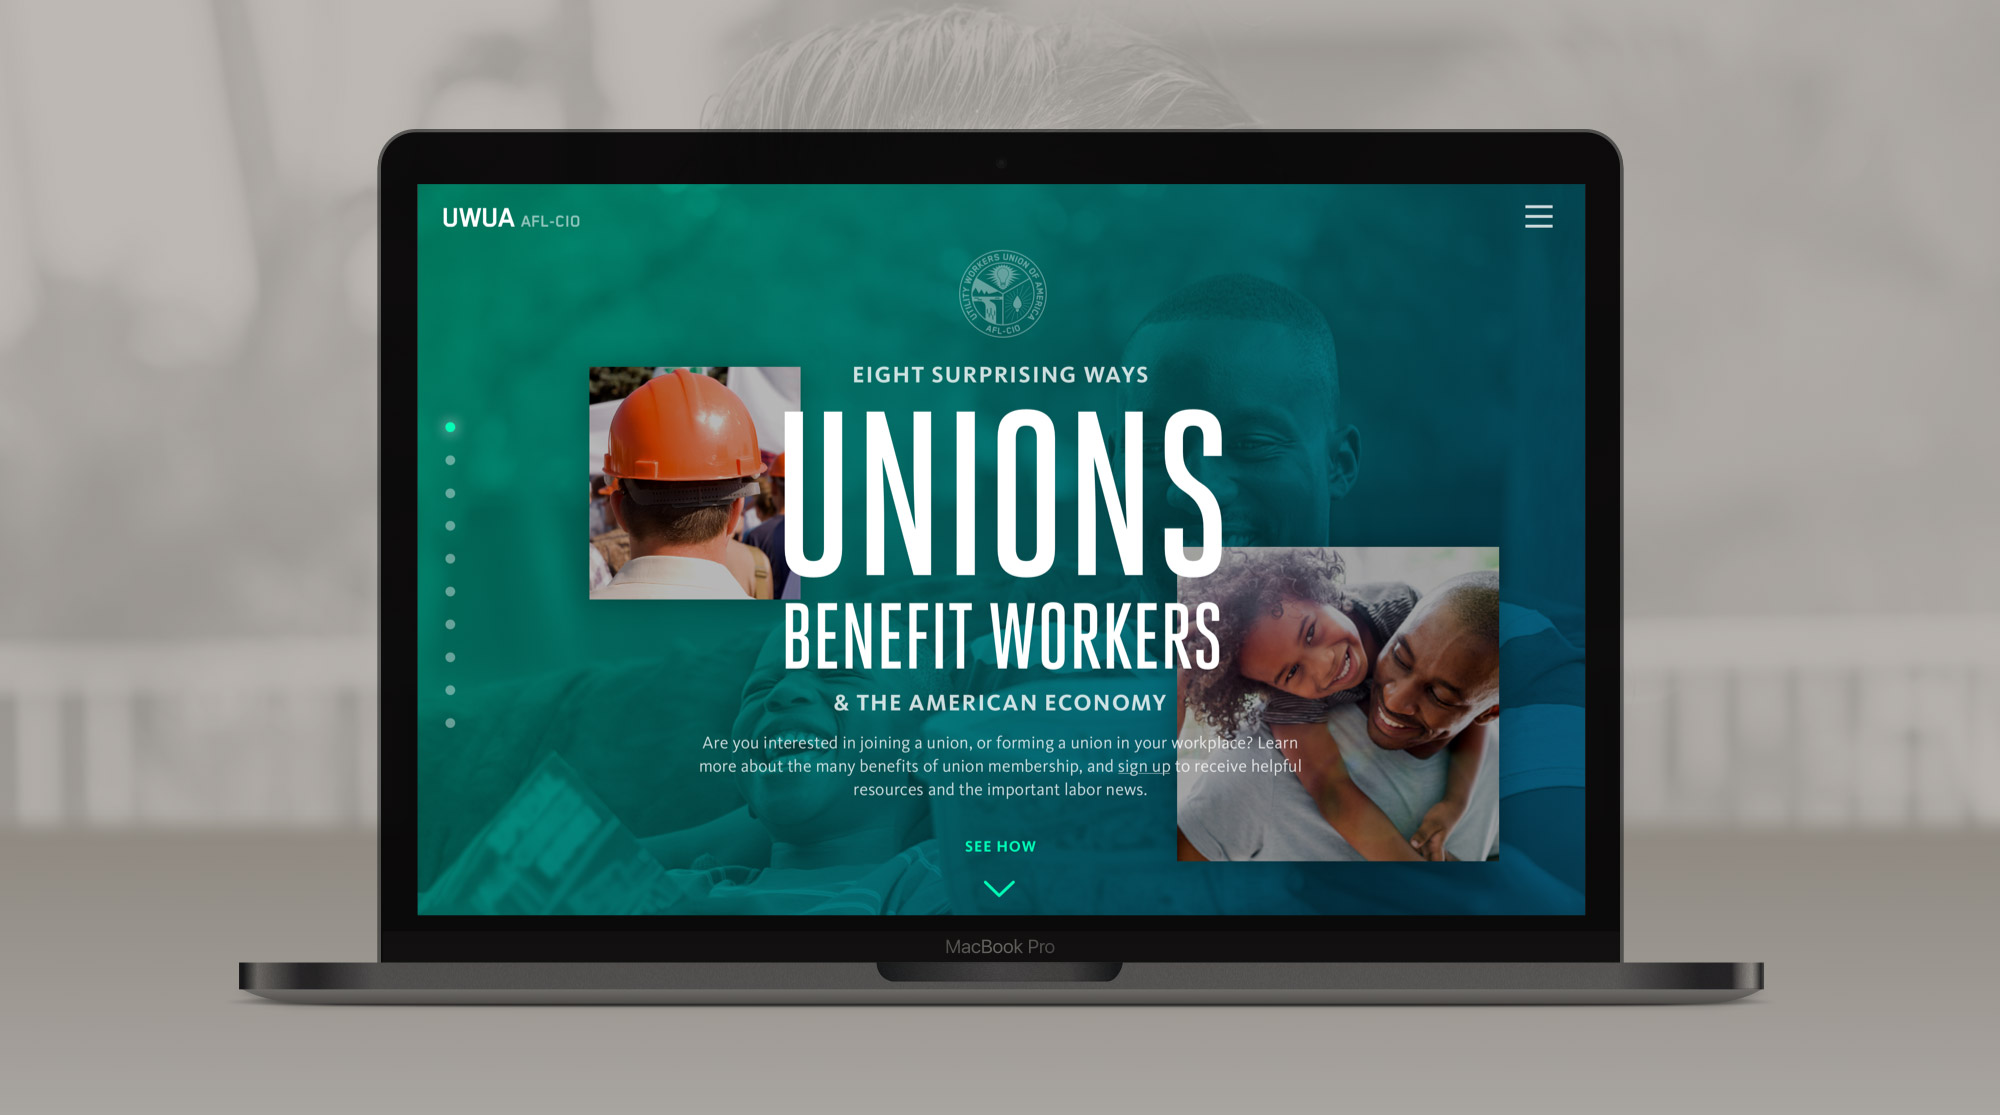 UWUA AFL-CIO
UTILITY WORKERS UNION OF AMERICA
AFL-CIO
EIGHT SURPRISING WAYS
UNIONS
BENEFIT WORKERS
& THE AMERICAN ECONOMY
Are you interested in joining a union, or forming a union in your workplace? Learn
more about the many benefits of union membership, and sign up to receive helpful
resources and the important labor news.
SEE HOW
MacBook Pro